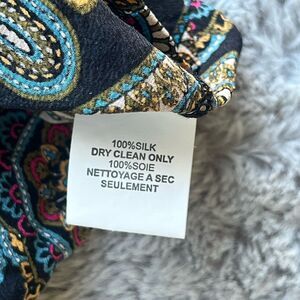 100%SILK
DRY CLEAN ONLY
100%SOIE
NETTOYAGE A SEC
SEULEMENT